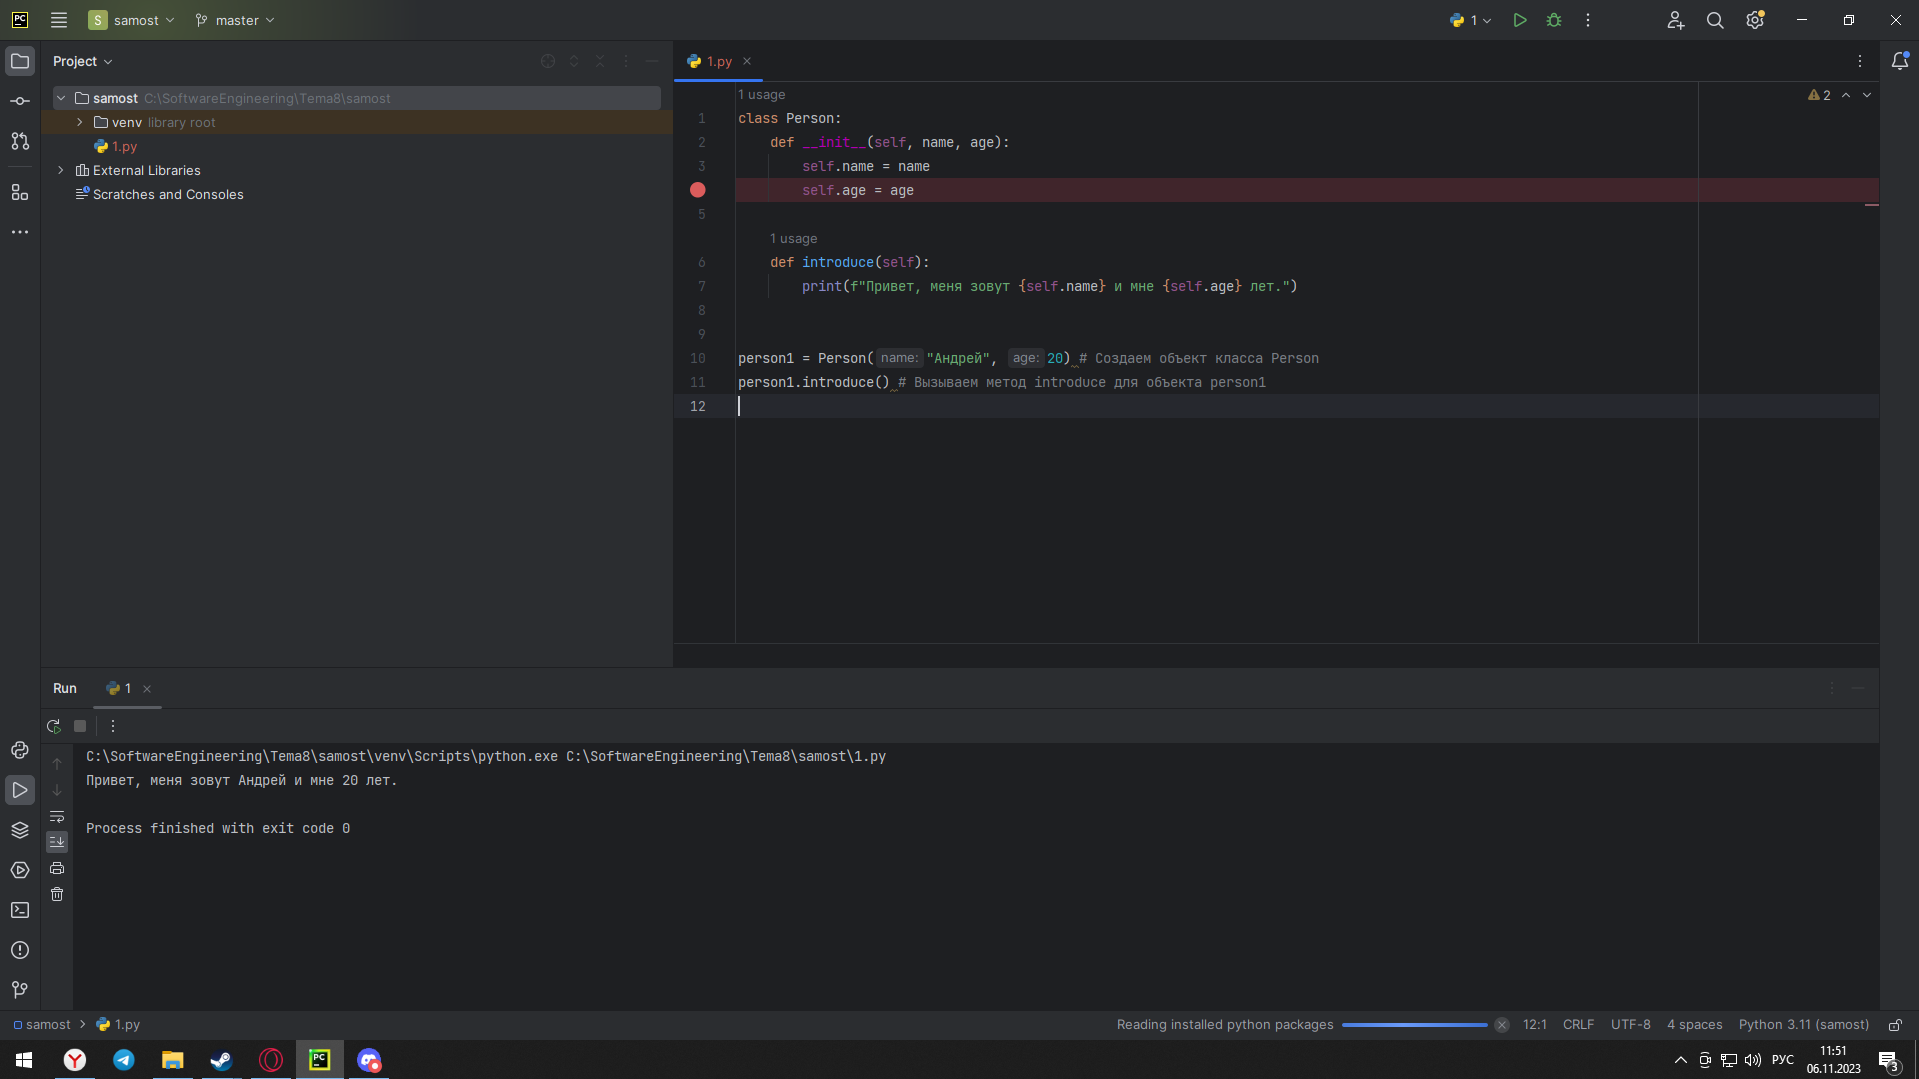 PC S samost master 1
Project
samost C:\SoftwareEngineering\Tema8\samost
venv library root
1.py
External Libraries
Scratches and Consoles
1.py
1 usage
2
1 class Person:
2 def __init__(self, name, age):
3 self.name = name
self.age = age
5
1 usage
6 def introduce(self):
7 print(f"Привет, меня зовут {self.name} и мне {self.age} лет.")
8
9
10 person1 = Person( name: "Андрей", age: 20) # Создаем объект класса Person
11 person1.introduce() # Вызываем метод introduce для объекта person1
12
Run 1
C:\SoftwareEngineering\Tema8\samost\venv\Scripts\python.exe C:\SoftwareEngineering\Tema8\samost\1.py
Привет, меня зовут Андрей и мне 20 лет.
Process finished with exit code 0
samost 1.py Reading installed python packages 12:1 CRLF UTF-8 4 spaces Python 3.11 (samost)
Y PC РУС 11:51
06.11.2023 3